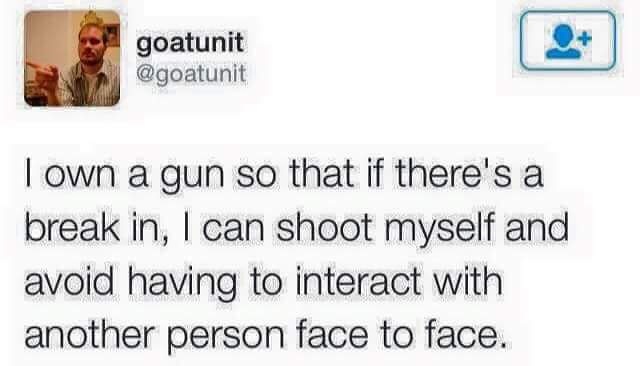 goatunit
@goatunit
I own a gun so that if there's a
break in, I can shoot myself and
avoid having to interact with
another person face to face.